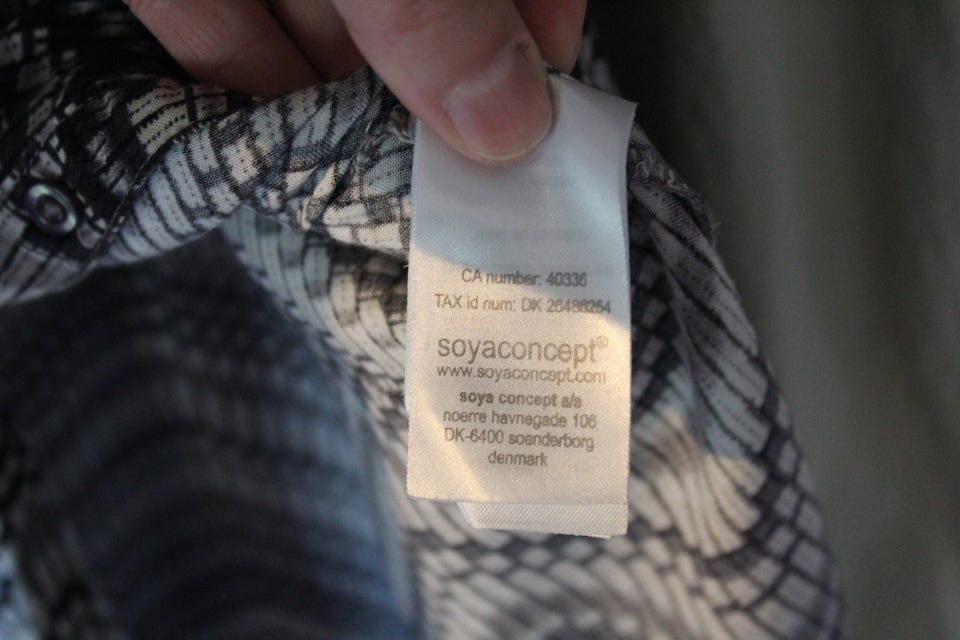 CA number: 40336
TAX id num: DK 26486254
soyaconcept®
www.soyaconcept.com
soya concept a/s
noerre havnegade 106
DK-6400 soenderborg
denmark